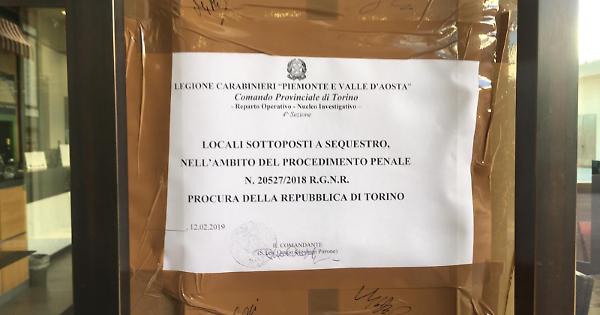 LEGIONE CARABINIERI "PIEMONTE E VALLE D'AOSTA"
Comando Provinciale di Torino
- Reparto Operativo - Nucleo Investigativo -
4^ Sezione
LOCALI SOTTOPOSTI A SEQUESTRO,
NELL'AMBITO DEL PROCEDIMENTO PENALE
N. 20527/2018 R.G.N.R.
PROCURA DELLA REPUBBLICA DI TORINO
, 12.02.2019
IL COMANDANTE